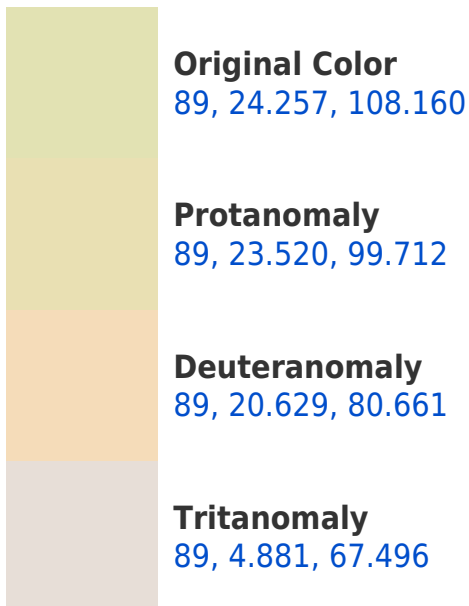 Original Color
89, 24.257, 108.160
Protanomaly
89, 23.520, 99.712
Deuteranomaly
89, 20.629, 80.661
Tritanomaly
89, 4.881, 67.496